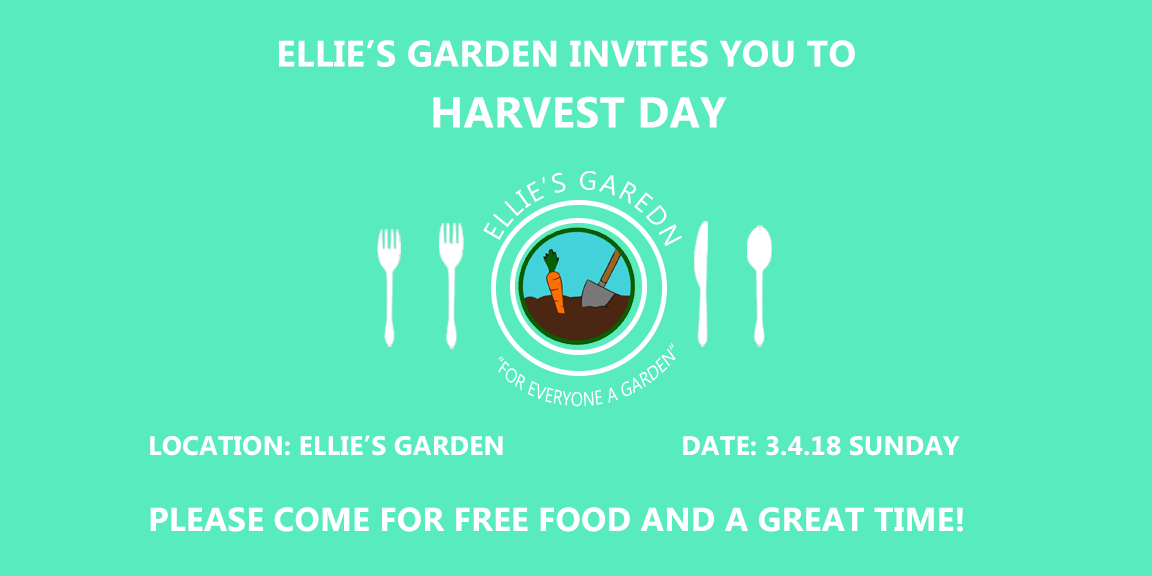 ELLIE’S GARDEN INVITES YOU TO
HARVEST DAY
ELLIE'S GAREDN
“FOR EVERYONE A GARDEN”
LOCATION: ELLIE’S GARDEN
DATE: 3.4.18 SUNDAY
PLEASE COME FOR FREE FOOD AND A GREAT TIME!